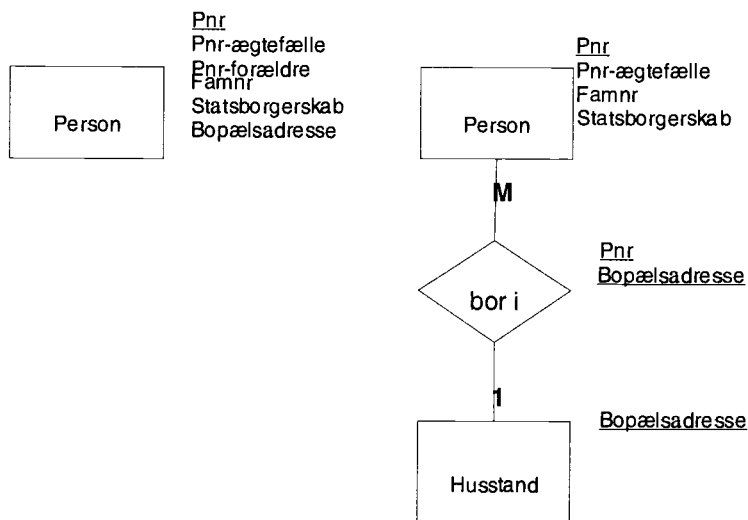 Pnr
Pnr-ægtefælle
Pnr-forældre
Famnr
Statsborgerskab
Bopælsadresse
Person
Pnr
Pnr-ægtefælle
Famnr
Statsborgerskab
Person
M
bor i
Pnr
Bopælsadresse
1
Bopælsadresse
Husstand